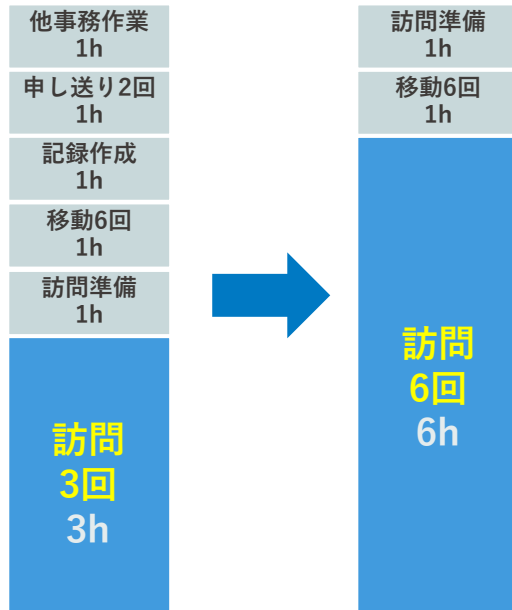 他事務作業
1h
申し送り2回
1h
記録作成
1h
移動6回
1h
訪問準備
1h
訪問
3回
3h
訪問準備
1h
移動6回
1h
訪問
6回
6h